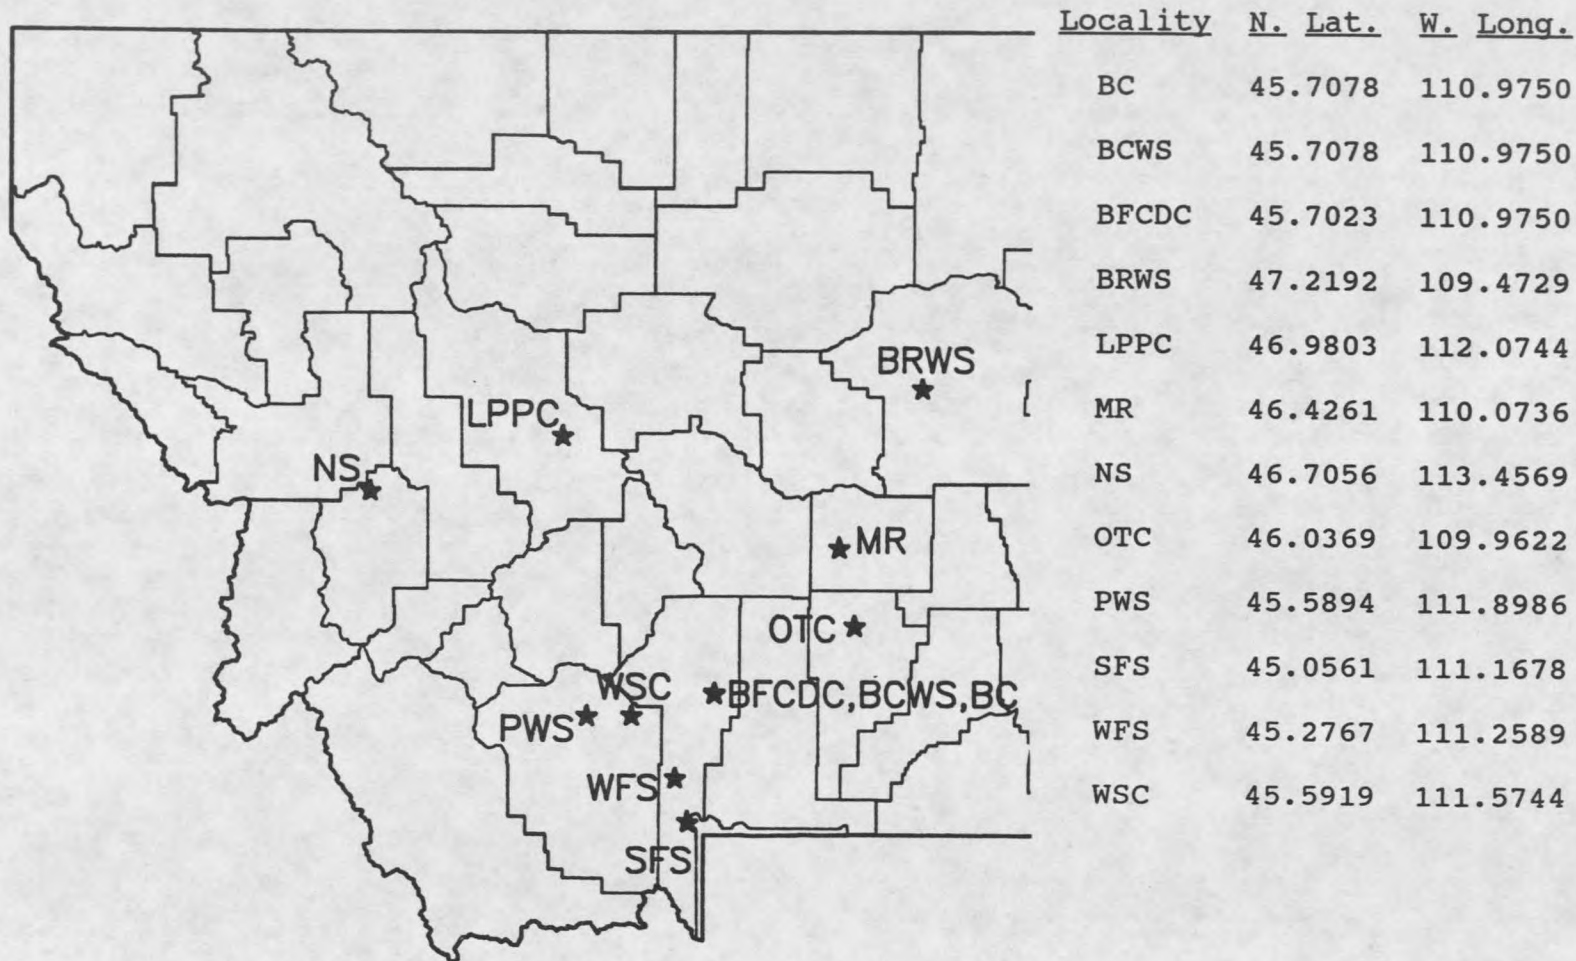 Locality N. Lat. W. Long.
BC 45.7078 110.9750
BCWS 45.7078 110.9750
BFCDC 45.7023 110.9750
BRWS 47.2192 109.4729
LPPC 46.9803 112.0744
MR 46.4261 110.0736
NS 46.7056 113.4569
OTC 46.0369 109.9622
PWS 45.5894 111.8986
SFS 45.0561 111.1678
WFS 45.2767 111.2589
WSC 45.5919 111.5744
BRWS
LPPC
NS
MR
OTC
WSC
BFCDC,BCWS,BC
PWS
WFS
SFS